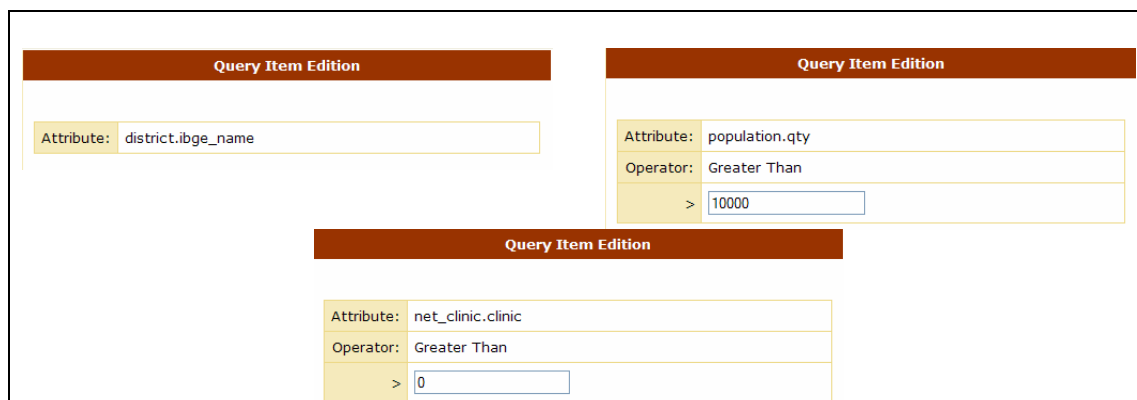 Query Item Edition
Attribute: district.ibge_name
Query Item Edition
Attribute: population.qty
Operator: Greater Than
> 10000
Query Item Edition
Attribute: net_clinic.clinic
Operator: Greater Than
> 0